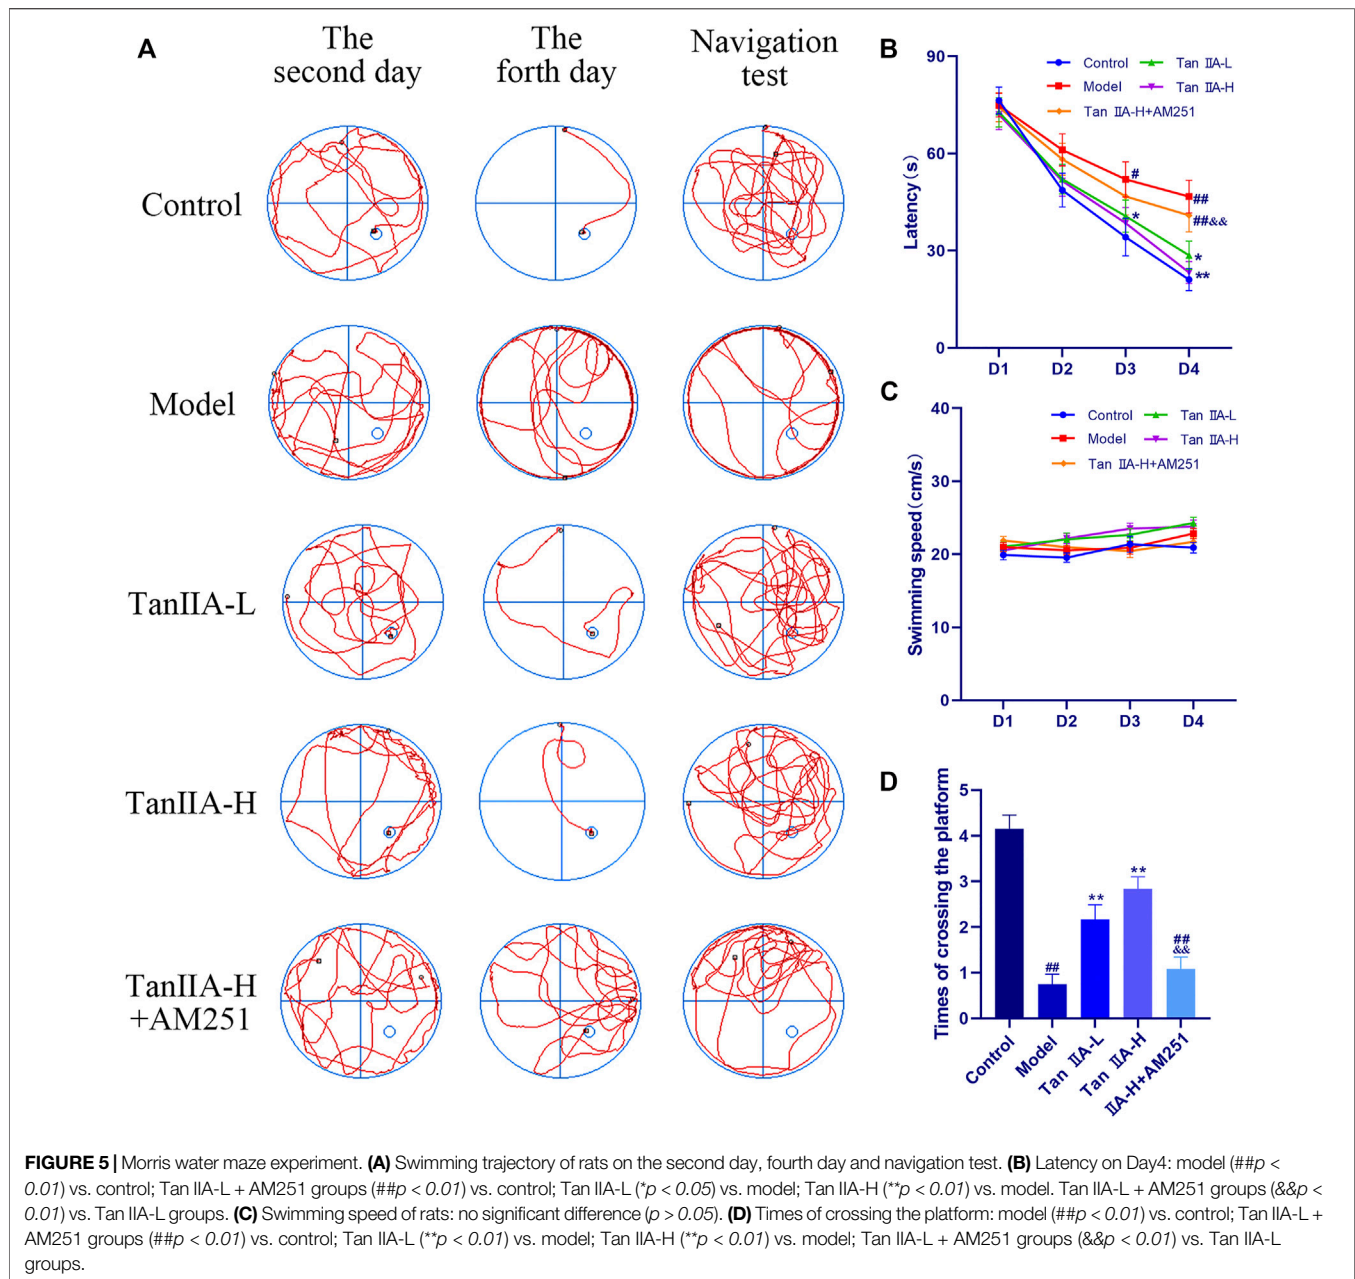 A
The
second day
The
forth day
Navigation
test
Control
Model
TanIIA-L
TanIIA-H
TanIIA-H
+AM251
B
90
60
30
0
Latency(s)
Control
Tan ⅡA-L
Model
Tan ⅡA-H
Tan ⅡA-H+AM251
#
##
##&&
*
*
**
D1 D2 D3 D4
C
40
30
20
10
0
Swimming speed(cm/s)
Control
Tan ⅡA-L
Model
Tan ⅡA-H
Tan ⅡA-H+AM251
D1 D2 D3 D4
D
5
4
3
2
1
0
Times of crossing the platform
##
**
**
##
&&
Control
Model
Tan ⅡA-L
Tan ⅡA-H
ⅡA-H+AM251
FIGURE 5 | Morris water maze experiment. (A) Swimming trajectory of rats on the second day, fourth day and navigation test. (B) Latency on Day4: model (##p <
0.01) vs. control; Tan IIA-L + AM251 groups (##p < 0.01) vs. control; Tan IIA-L (*p < 0.05) vs. model; Tan IIA-H (**p < 0.01) vs. model. Tan IIA-L + AM251 groups (&&p <
0.01) vs. Tan IIA-L groups. (C) Swimming speed of rats: no significant difference (p > 0.05). (D) Times of crossing the platform: model (##p < 0.01) vs. control; Tan IIA-L +
AM251 groups (##p < 0.01) vs. control; Tan IIA-L (**p < 0.01) vs. model; Tan IIA-H (**p < 0.01) vs. model; Tan IIA-L + AM251 groups (&&p < 0.01) vs. Tan IIA-L
groups.